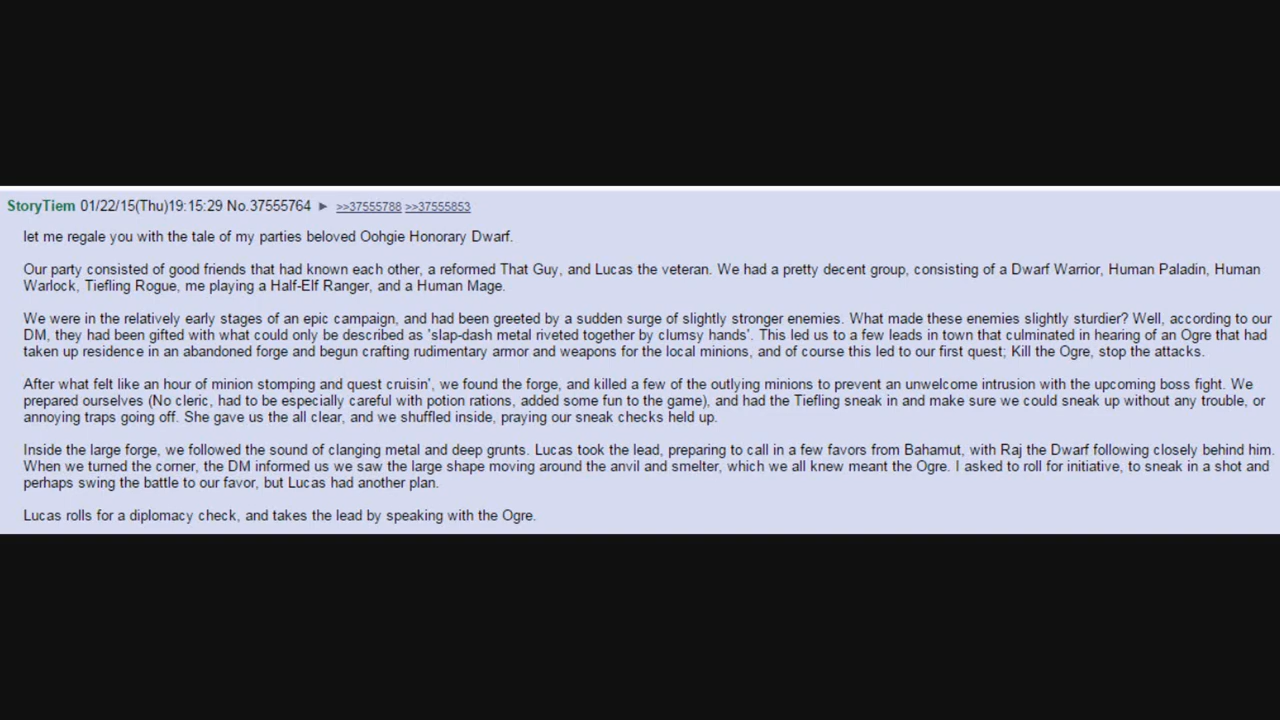 StoryTiem 01/22/15(Thu)19:15:29 No.37555764 ► >>37555788 >>37555853
let me regale you with the tale of my parties beloved Oohgie Honorary Dwarf.
Our party consisted of good friends that had known each other, a reformed That Guy, and Lucas the veteran. We had a pretty decent group, consisting of a Dwarf Warrior, Human Paladin, Human
Warlock, Tiefling Rogue, me playing a Half-Elf Ranger, and a Human Mage.
We were in the relatively early stages of an epic campaign, and had been greeted by a sudden surge of slightly stronger enemies. What made these enemies slightly sturdier? Well, according to our
DM, they had been gifted with what could only be described as 'slap-dash metal riveted together by clumsy hands'. This led us to a few leads in town that culminated in hearing of an Ogre that had
taken up residence in an abandoned forge and begun crafting rudimentary armor and weapons for the local minions, and of course this led to our first quest; Kill the Ogre, stop the attacks.
After what felt like an hour of minion stomping and quest cruisin', we found the forge, and killed a few of the outlying minions to prevent an unwelcome intrusion with the upcoming boss fight. We
prepared ourselves (No cleric, had to be especially careful with potion rations, added some fun to the game), and had the Tiefling sneak in and make sure we could sneak up without any trouble, or
annoying traps going off. She gave us the all clear, and we shuffled inside, praying our sneak checks held up.
Inside the large forge, we followed the sound of clanging metal and deep grunts. Lucas took the lead, preparing to call in a few favors from Bahamut, with Raj the Dwarf following closely behind him.
When we turned the corner, the DM informed us we saw the large shape moving around the anvil and smelter, which we all knew meant the Ogre. I asked to roll for initiative, to sneak in a shot and
perhaps swing the battle to our favor, but Lucas had another plan.
Lucas rolls for a diplomacy check, and takes the lead by speaking with the Ogre.